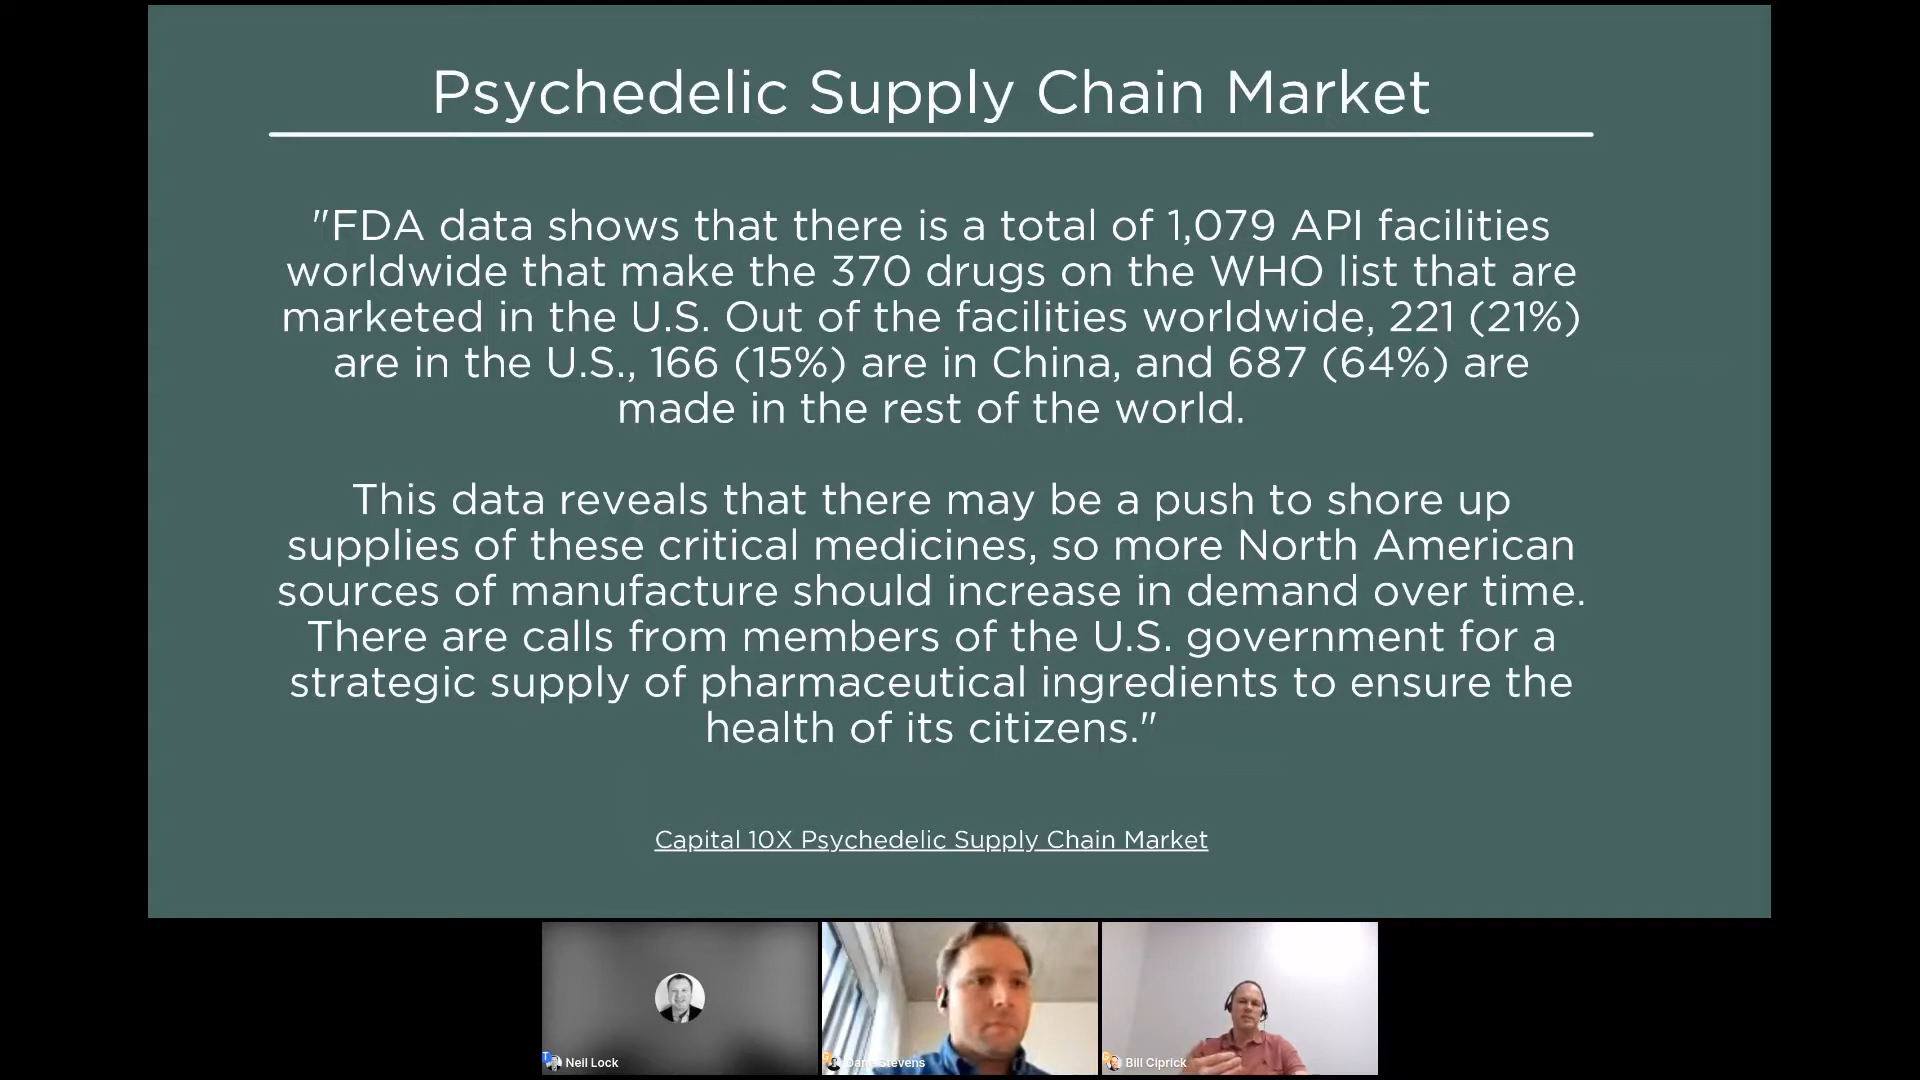 Psychedelic Supply Chain Market
"FDA data shows that there is a total of 1,079 API facilities
worldwide that make the 370 drugs on the WHO list that are
marketed in the U.S. Out of the facilities worldwide, 221 (21%)
are in the U.S., 166 (15%) are in China, and 687 (64%) are
made in the rest of the world.
This data reveals that there may be a push to shore up
supplies of these critical medicines, so more North American
sources of manufacture should increase in demand over time.
There are calls from members of the U.S. government for a
strategic supply of pharmaceutical ingredients to ensure the
health of its citizens."
Capital 10X Psychedelic Supply Chain Market
Neil Lock
Stevens
Bill Ciprick